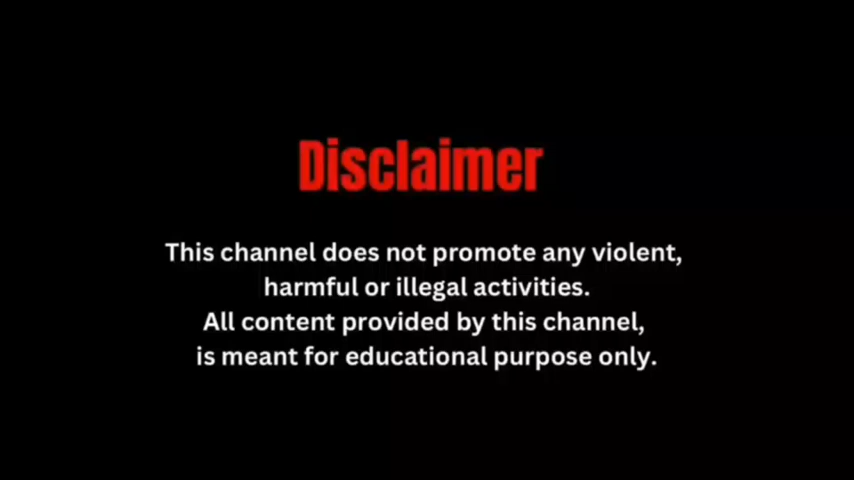 Disclaimer
This channel does not promote any violent,
harmful or illegal activities.
All content provided by this channel,
is meant for educational purpose only.